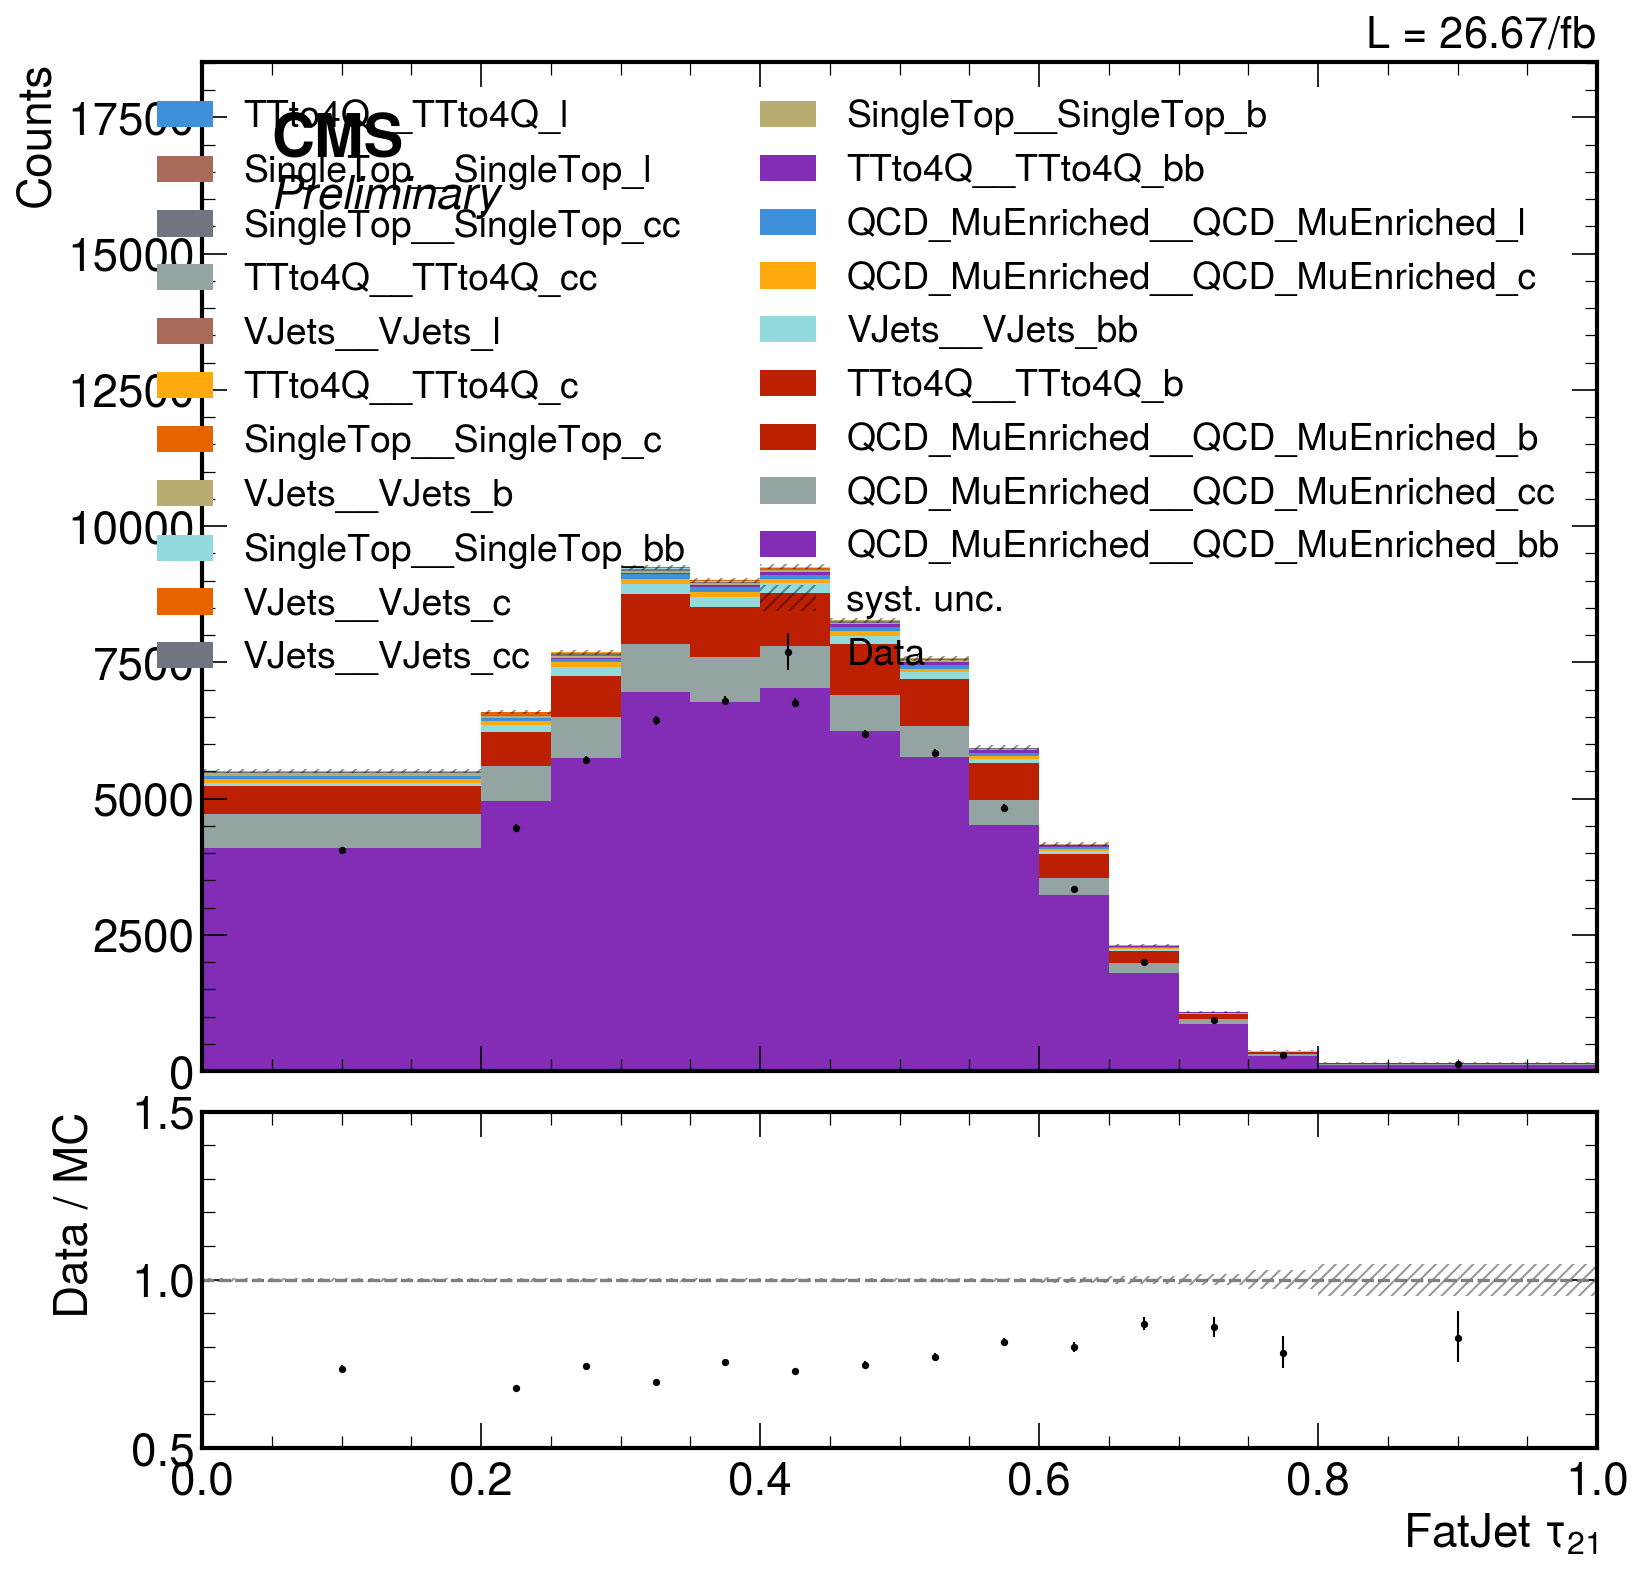 L = 26.67/fb
Counts
17500
15000
12500
10000
7500
5000
2500
0
CMS
Preliminary
TTto4Q__TTto4Q_l
SingleTop__SingleTop_l
SingleTop__SingleTop_cc
TTto4Q__TTto4Q_cc
VJets__VJets_l
TTto4Q__TTto4Q_c
SingleTop__SingleTop_c
VJets__VJets_b
SingleTop__SingleTop_bb
VJets__VJets_c
VJets__VJets_cc
SingleTop__SingleTop_b
TTto4Q__TTto4Q_bb
QCD_MuEnriched__QCD_MuEnriched_l
QCD_MuEnriched__QCD_MuEnriched_c
VJets__VJets_bb
TTto4Q__TTto4Q_b
QCD_MuEnriched__QCD_MuEnriched_b
QCD_MuEnriched__QCD_MuEnriched_cc
QCD_MuEnriched__QCD_MuEnriched_bb
syst. unc.
Data
Data / MC
1.5
1.0
0.5
0.0 0.2 0.4 0.6 0.8 1.0
FatJet τ21